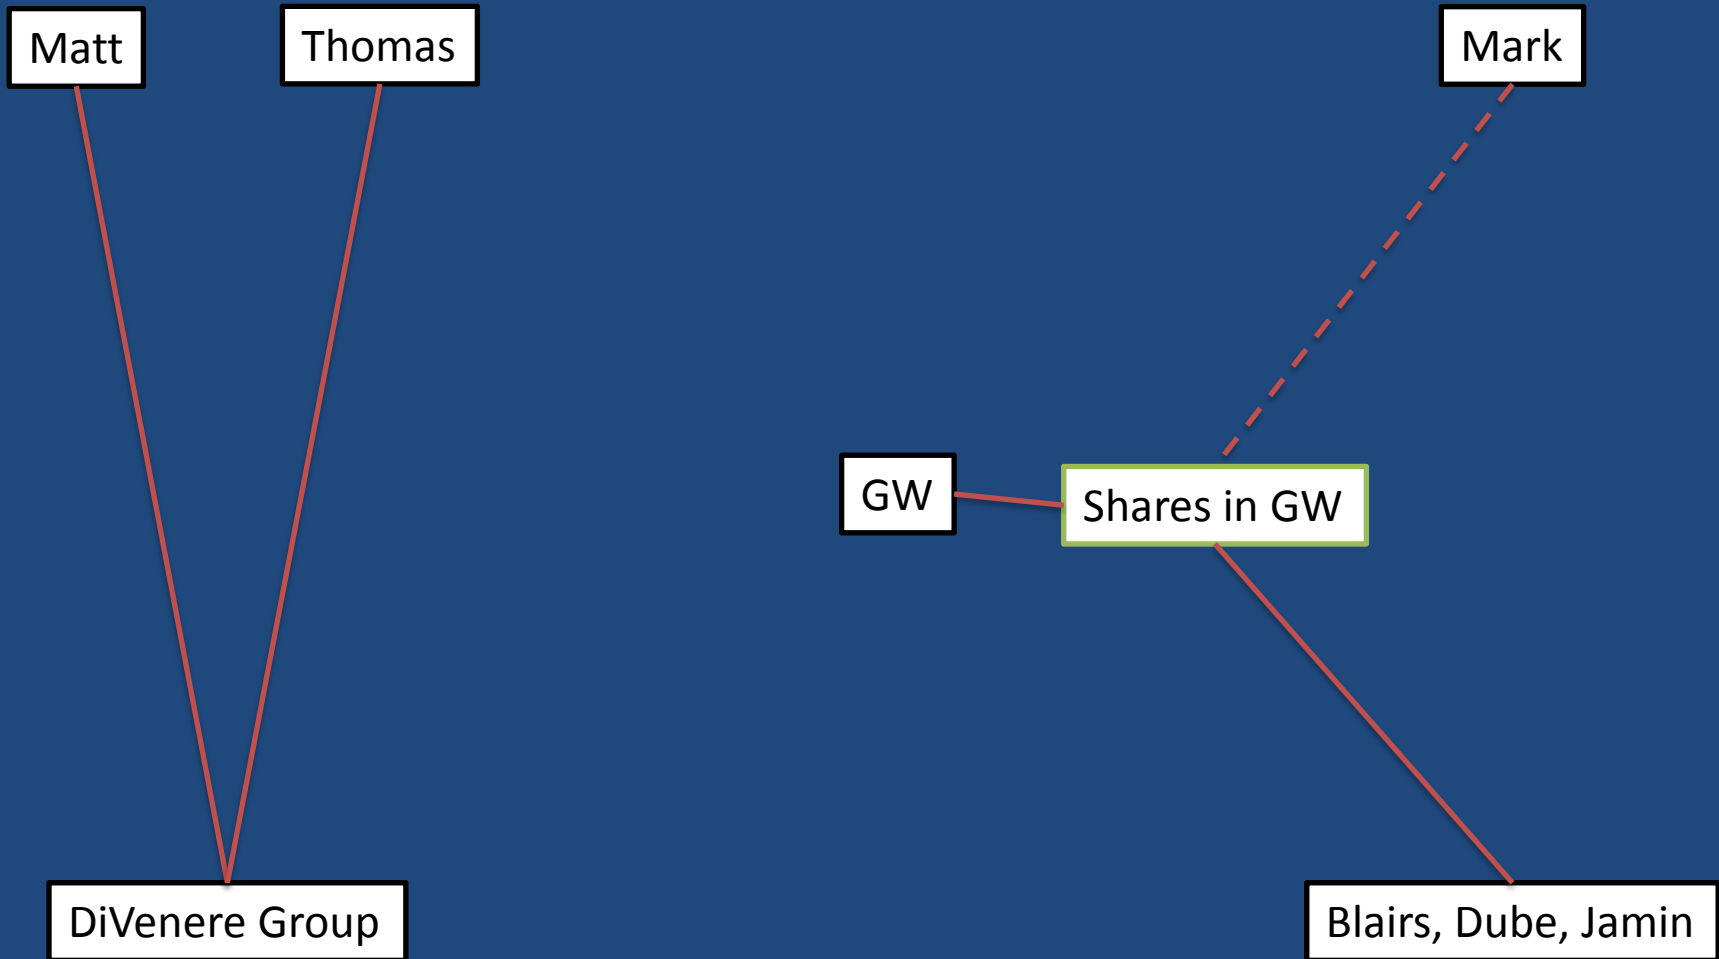 Matt
Thomas
Mark
GW
Shares in GW
DiVenere Group
Blairs, Dube, Jamin